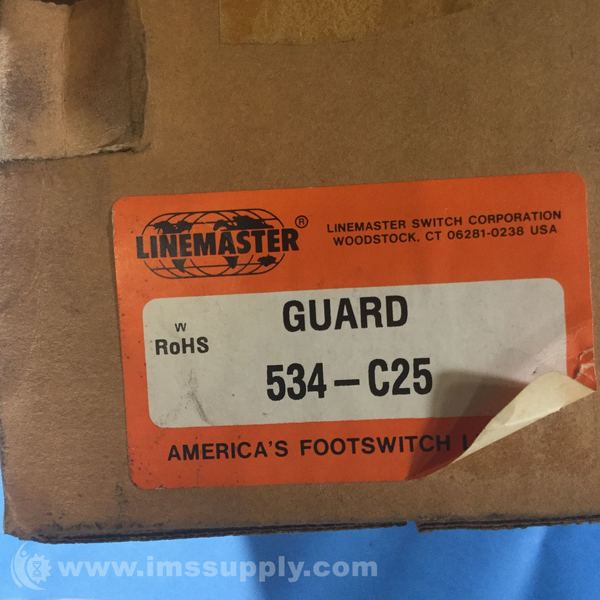 LINEMASTER ®
LINEMASTER SWITCH CORPORATION
WOODSTOCK, CT 06281-0238 USA
W
RoHS
GUARD
534-C25
AMERICA'S FOOTSWITCH
www.imssupply.com